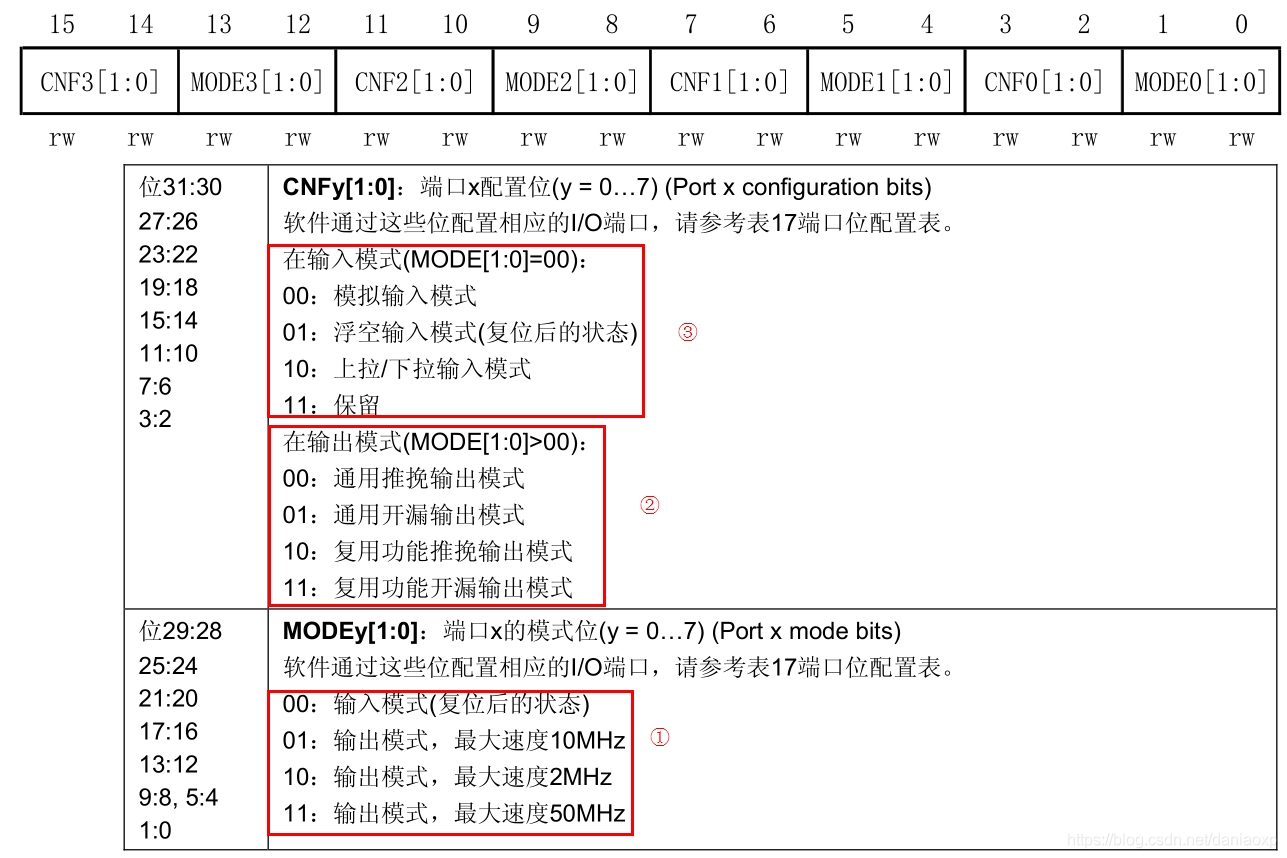 15 14 13 12 11 10 9 8 7 6 5 4 3 2 1 0
CNF3[1:0] MODE3[1:0] CNF2[1:0] MODE2[1:0] CNF1[1:0] MODE1[1:0] CNF0[1:0] MODE0[1:0]
rw rw rw rw rw rw rw rw rw rw rw rw rw rw rw rw
位31:30
27:26
23:22
19:18
15:14
11:10
7:6
3:2
CNFy[1:0]：端口x配置位(y = 0…7) (Port x configuration bits)
软件通过这些位配置相应的I/O端口，请参考表17端口位配置表。
在输入模式(MODE[1:0]=00)：
00：模拟输入模式
01：浮空输入模式(复位后的状态)
③
10：上拉/下拉输入模式
11：保留
在输出模式(MODE[1:0]>00)：
00：通用推挽输出模式
01：通用开漏输出模式
②
10：复用功能推挽输出模式
11：复用功能开漏输出模式
位29:28
25:24
21:20
17:16
13:12
9:8, 5:4
1:0
MODEy[1:0]：端口x的模式位(y = 0…7) (Port x mode bits)
软件通过这些位配置相应的I/O端口，请参考表17端口位配置表。
00：输入模式(复位后的状态)
01：输出模式，最大速度10MHz
①
10：输出模式，最大速度2MHz
11：输出模式，最大速度50MHz
https://blog.csdn.net/daniaoxp